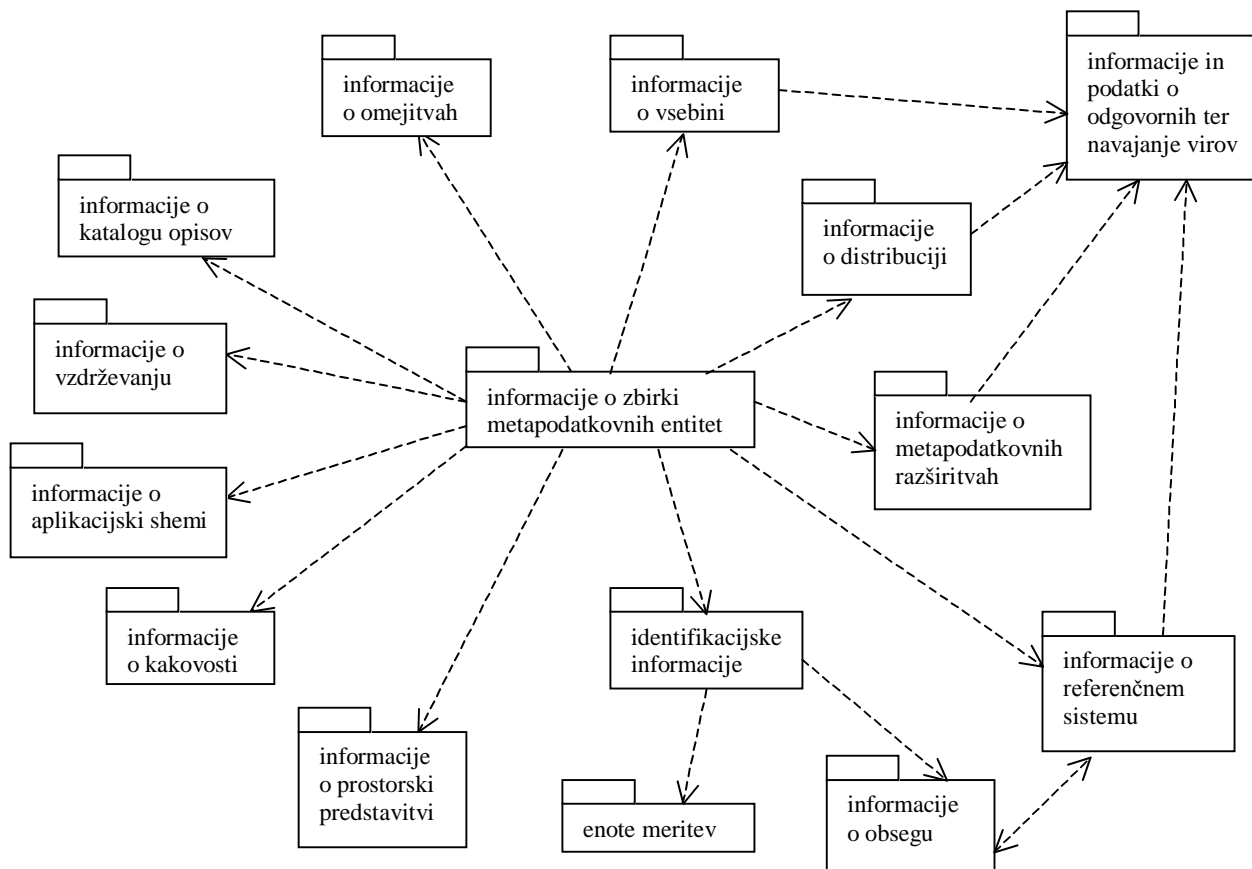 informacije
o omejitvah
informacije
o vsebini
informacije in
podatki o
odgovornih ter
navajanje virov
informacije o
katalogu opisov
informacije
o distribuciji
informacije o
vzdrževanju
informacije o zbirki
metapodatkovnih entitet
informacije o
metapodatkovnih
razširitvah
informacije o
aplikacijski shemi
informacije
o kakovosti
identifikacijske
informacije
informacije o
referenčnem
sistemu
informacije
o prostorski
predstavitvi
enote meritev
informacije
o obsegu